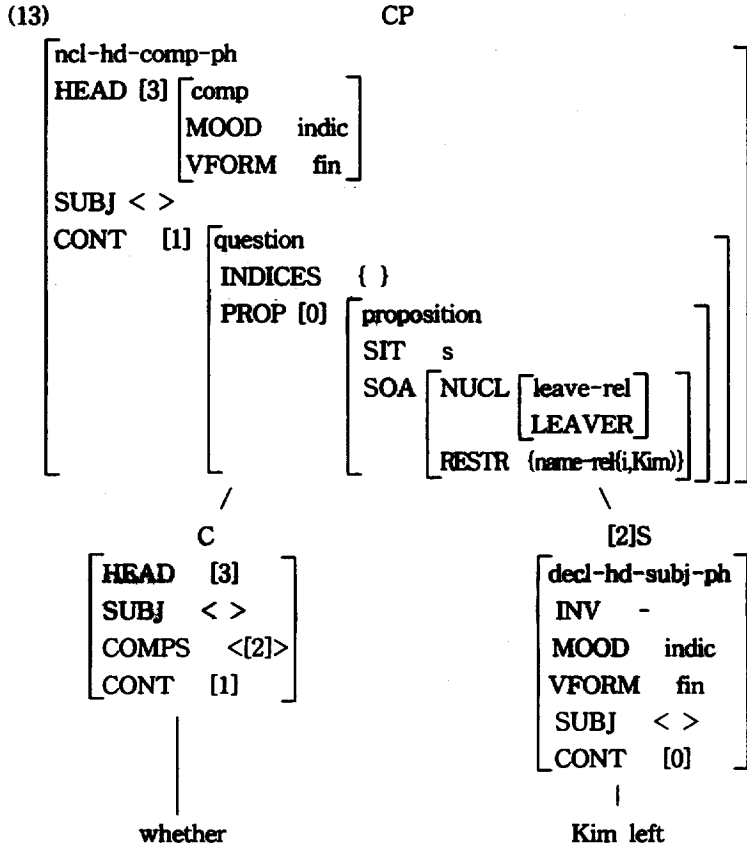 (13) CP
ncl-hd-comp-ph
HEAD [3] comp
MOOD indic
VFORM fin
SUBJ < >
CONT [1] question
INDICES { }
PROP [0] proposition
SIT s
SOA NUCL leave-rel
LEAVER
RESTR {name-rel(i,Kim)}
C [2]S
HEAD [3] decl-hd-subj-ph
SUBJ < > INV -
COMPS <[2]> MOOD indic
CONT [1] VFORM fin
SUBJ < >
CONT [0]
whether Kim left